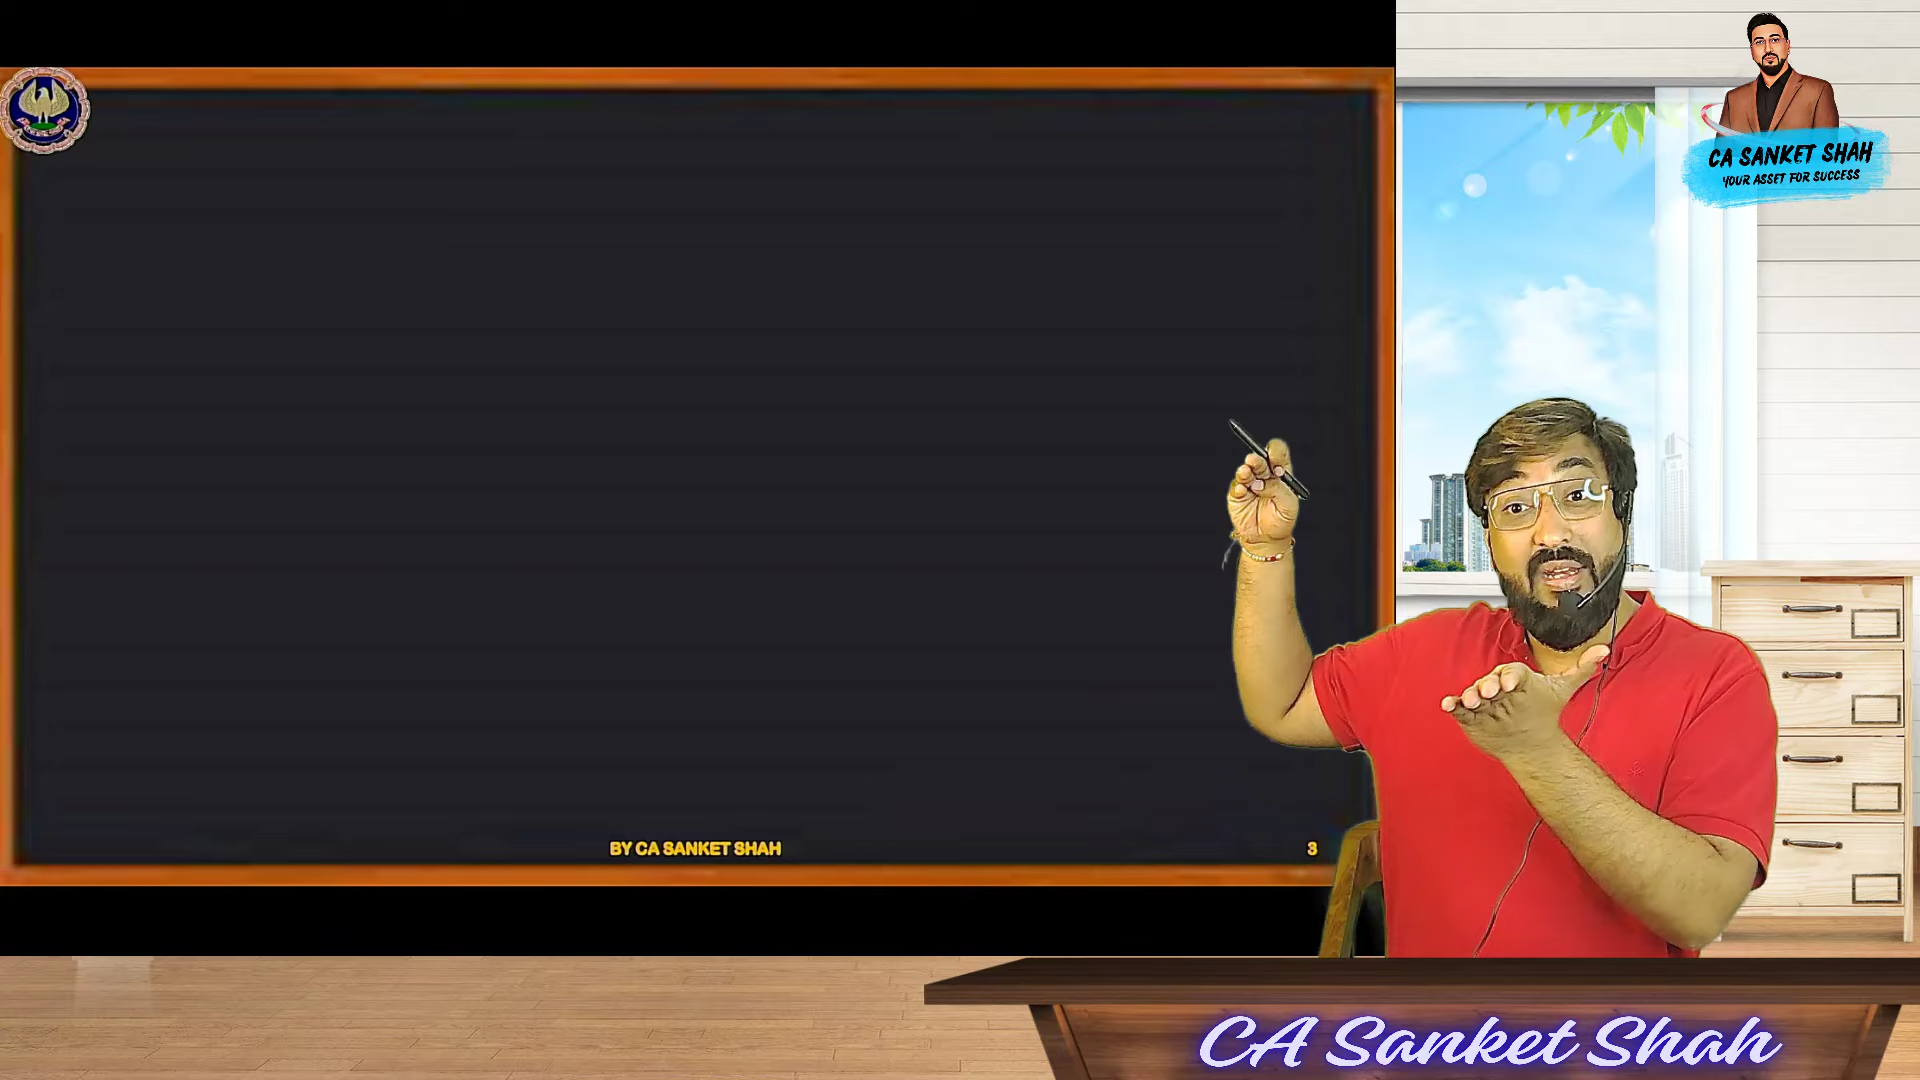 CA SANKET SHAH
YOUR ASSET FOR SUCCESS
BY CA SANKET SHAH
3
CA Sanket Shah